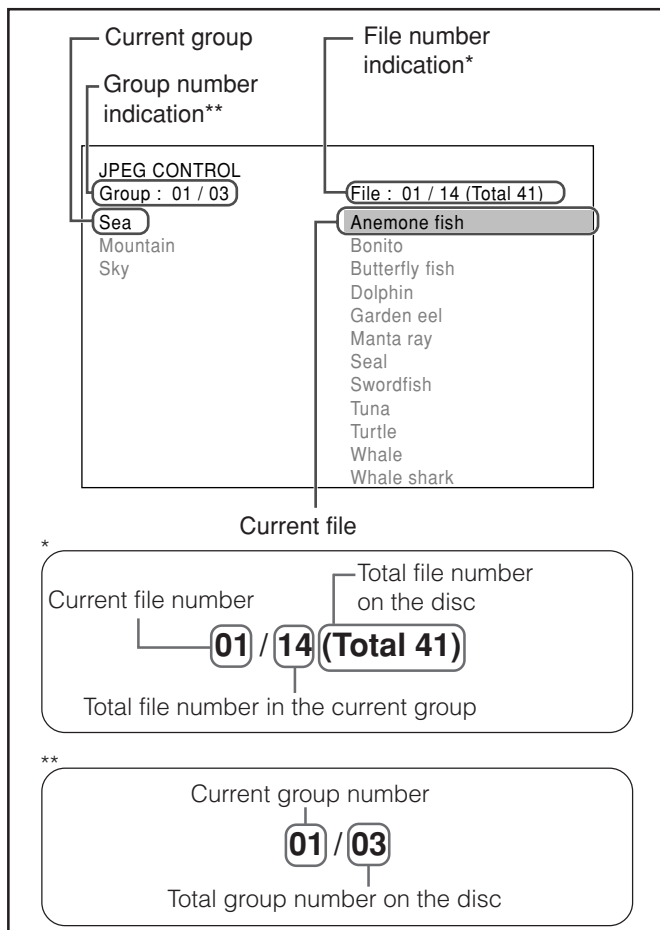 Current group
File number
indication*
Group number
indication**
JPEG CONTROL
Group : 01 / 03
File : 01 / 14 (Total 41)
Sea
Mountain
Sky
Anemone fish
Bonito
Butterfly fish
Dolphin
Garden eel
Manta ray
Seal
Swordfish
Tuna
Turtle
Whale
Whale shark
Current file
*
Total file number
on the disc
Current file number
01 / 14 (Total 41)
Total file number in the current group
**
Current group number
01 / 03
Total group number on the disc